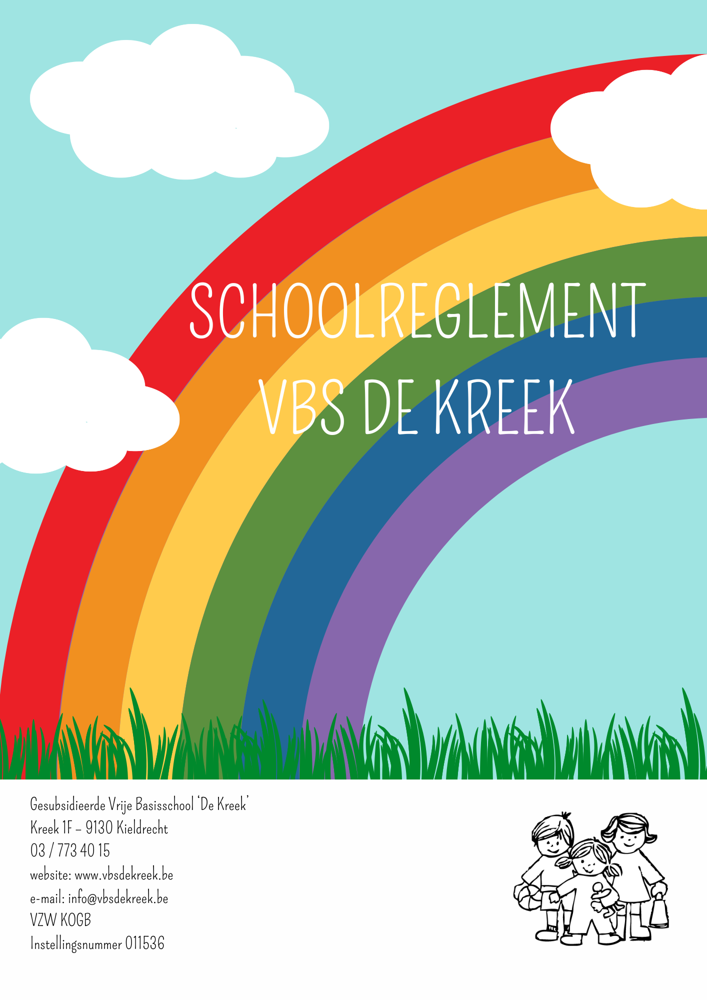 SCHOOLREGLEMENT
VBS DE KREEK
Gesubsidieerde Vrije Basisschool ‘De Kreek’
Kreek 1F – 9130 Kieldrecht
03 / 773 40 15
website: www.vbsdekreek.be
e-mail: info@vbsdekreek.be
VZW KOGB
Instellingsnummer 011536